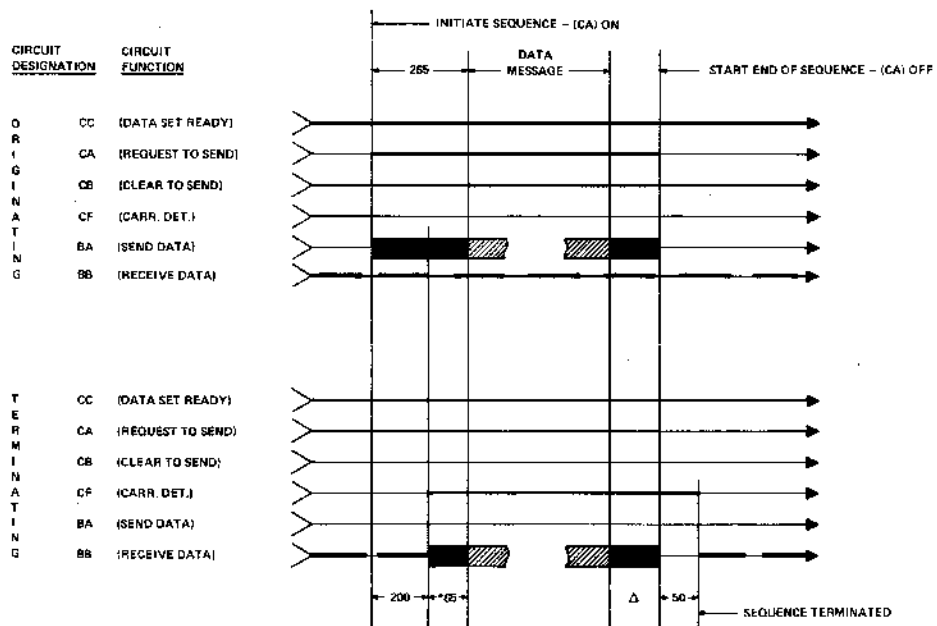 INITIATE SEQUENCE – (CA) ON
CIRCUIT DESIGNATION
CIRCUIT FUNCTION
265
DATA MESSAGE
START END OF SEQUENCE – (CA) OFF
ORIGINATING
CC (DATA SET READY)
CA (REQUEST TO SEND)
CB (CLEAR TO SEND)
CF (CARR. DET.)
BA (SEND DATA)
BB (RECEIVE DATA)
TERMINATING
CC (DATA SET READY)
CA (REQUEST TO SEND)
CB (CLEAR TO SEND)
CF (CARR. DET.)
BA (SEND DATA)
BB (RECEIVE DATA)
200 *65 Δ 50
SEQUENCE TERMINATED